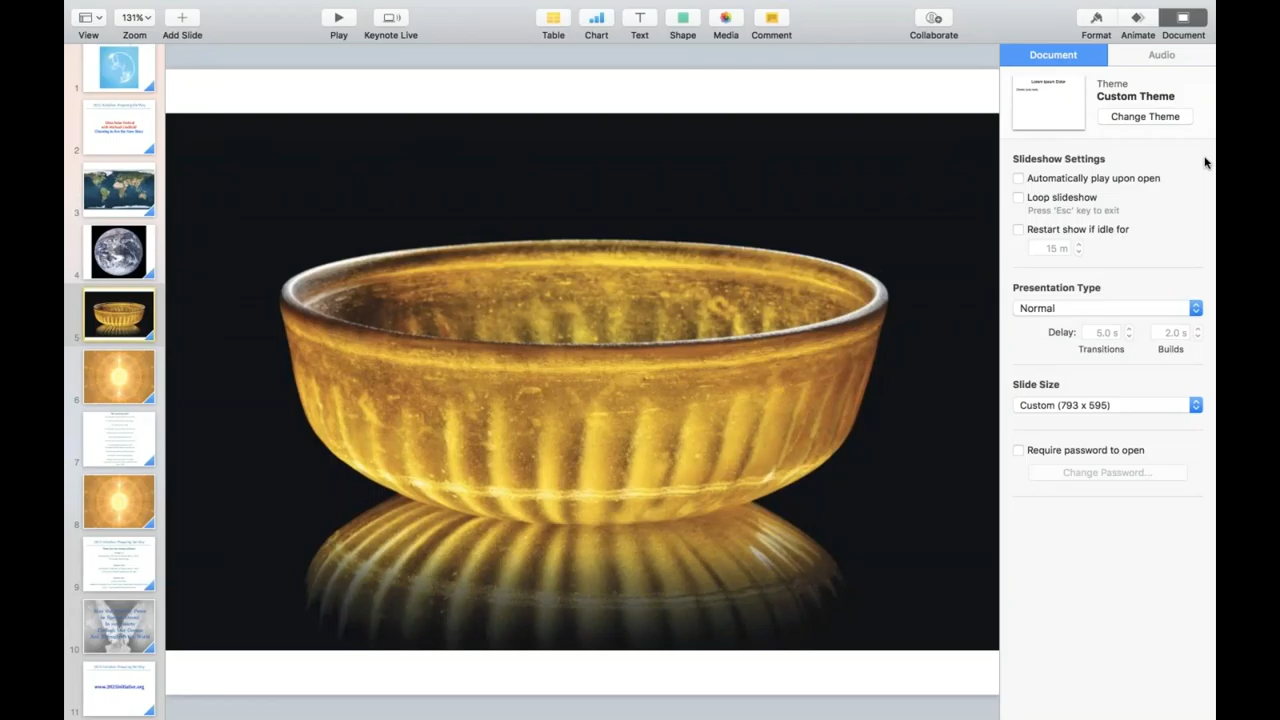 View
131%
Zoom
Add Slide
Play
Keynote Live
Table
Chart
Text
Shape
Media
Comment
Collaborate
Format
Animate
Document
Document
Audio
Theme
Custom Theme
Change Theme
Slideshow Settings
Automatically play upon open
Loop slideshow
Press 'Esc' key to exit
Restart show if idle for
15 m
Presentation Type
Normal
Delay:
5.0 s
2.0 s
Transitions
Builds
Slide Size
Custom (793 x 595)
Require password to open
Change Password...
1
2
3
4
5
6
7
8
9
10
11